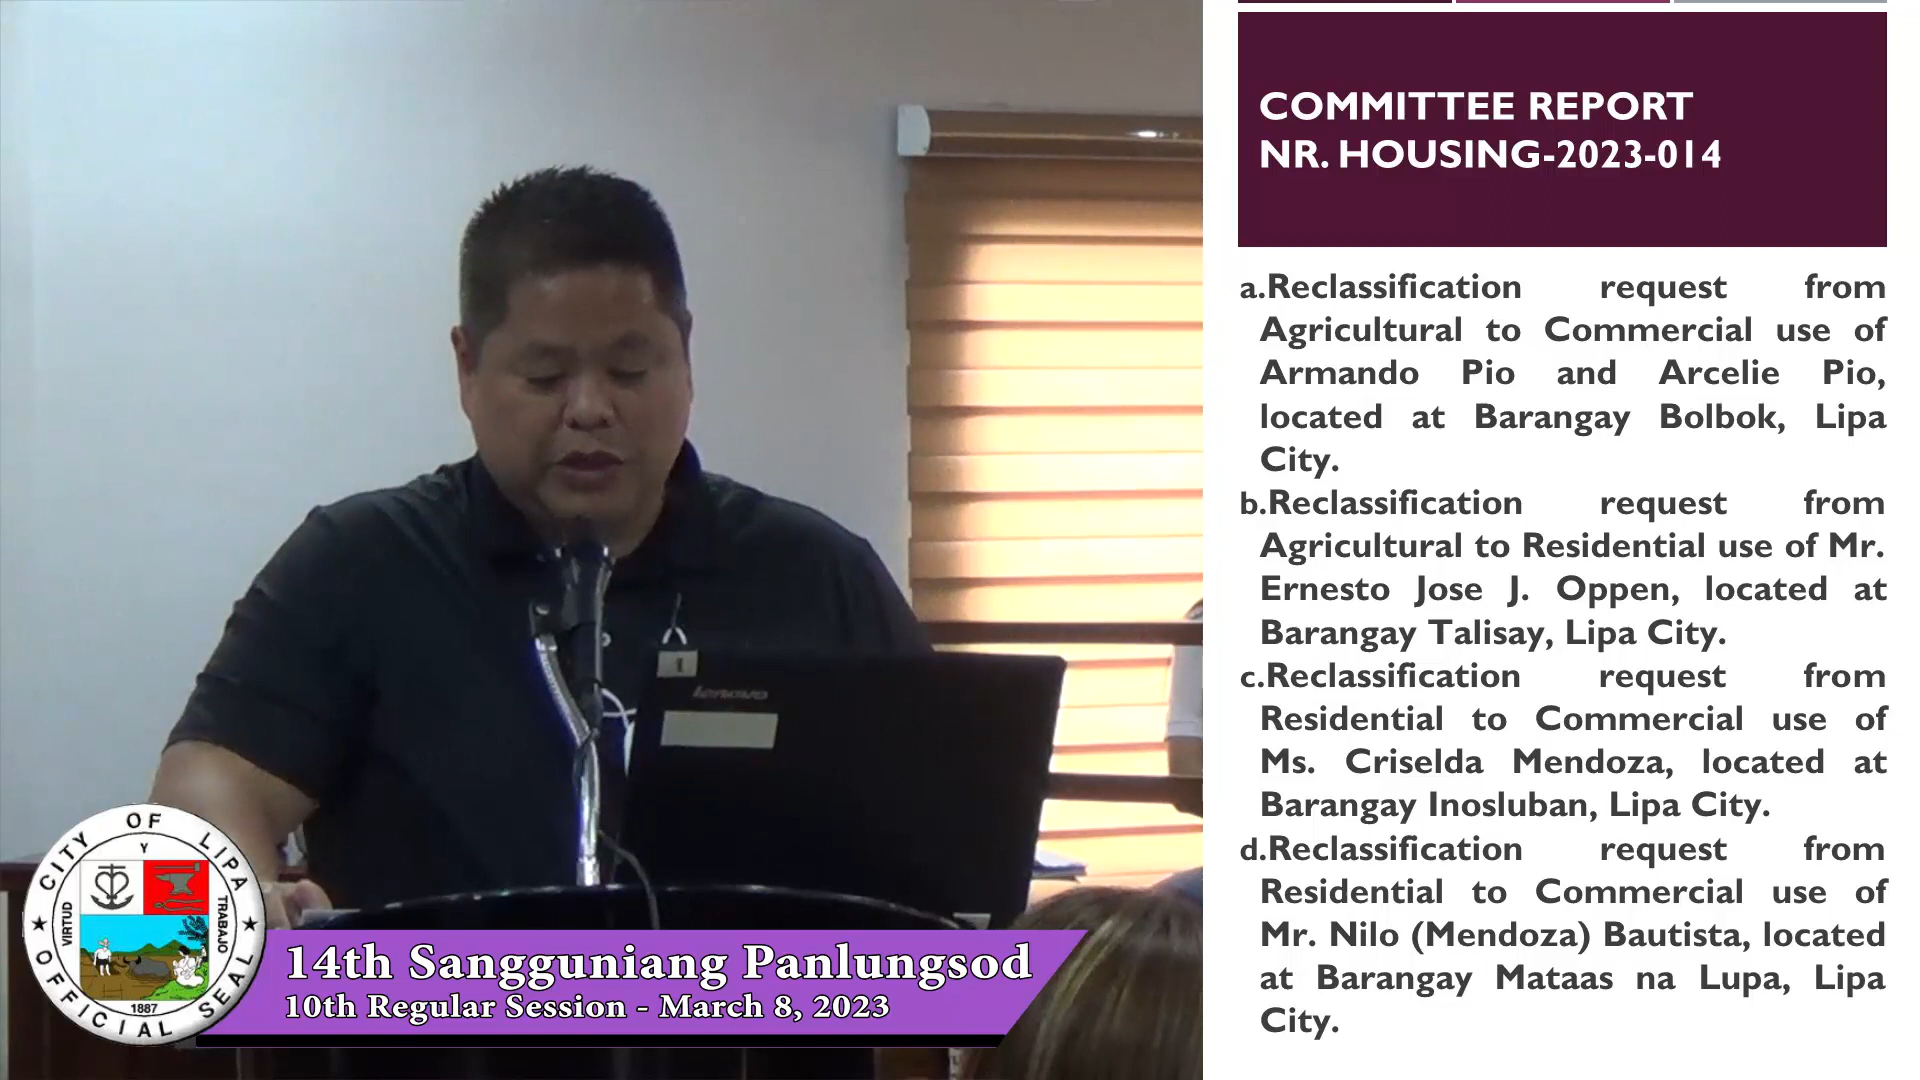 COMMITTEE REPORT
NR. HOUSING-2023-014
a.Reclassification request from
Agricultural to Commercial use of
Armando Pio and Arcelie Pio,
located at Barangay Bolbok, Lipa
City.
b.Reclassification request from
Agricultural to Residential use of Mr.
Ernesto Jose J. Oppen, located at
Barangay Talisay, Lipa City.
c.Reclassification request from
Residential to Commercial use of
Ms. Criselda Mendoza, located at
Barangay Inosluban, Lipa City.
d.Reclassification request from
Residential to Commercial use of
Mr. Nilo (Mendoza) Bautista, located
at Barangay Mataas na Lupa, Lipa
City.
1
lenovo
CITY OF LIPA
Y
VIRTUD
TRABAJO
1887
OFFICIAL SEAL
14th Sangguniang Panlungsod
10th Regular Session - March 8, 2023